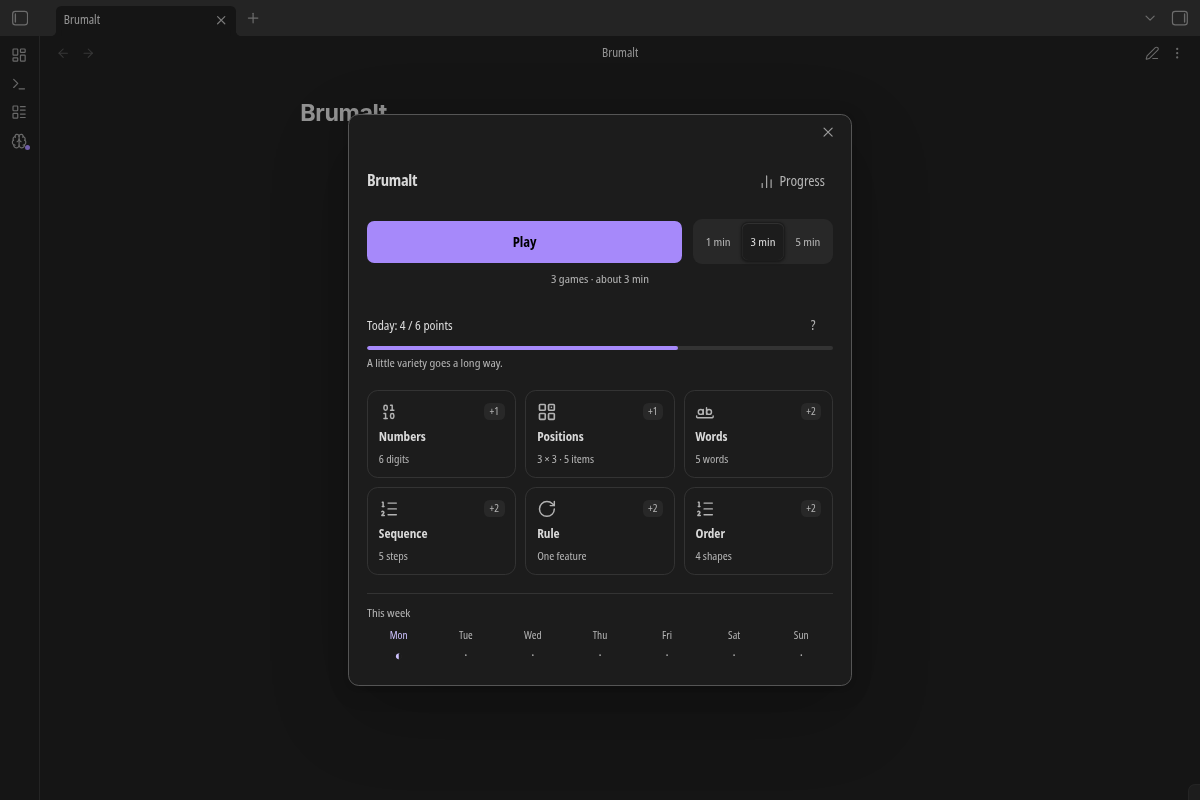 Brumalt
Brumalt
Brumalt
Brumalt
Progress
Play
1 min
3 min
5 min
3 games · about 3 min
Today: 4 / 6 points
?
A little variety goes a long way.
+1
Numbers
6 digits
+1
Positions
3 × 3 · 5 items
ab
+2
Words
5 words
+2
Sequence
5 steps
+2
Rule
One feature
+2
Order
4 shapes
This week
Mon Tue Wed Thu Fri Sat Sun